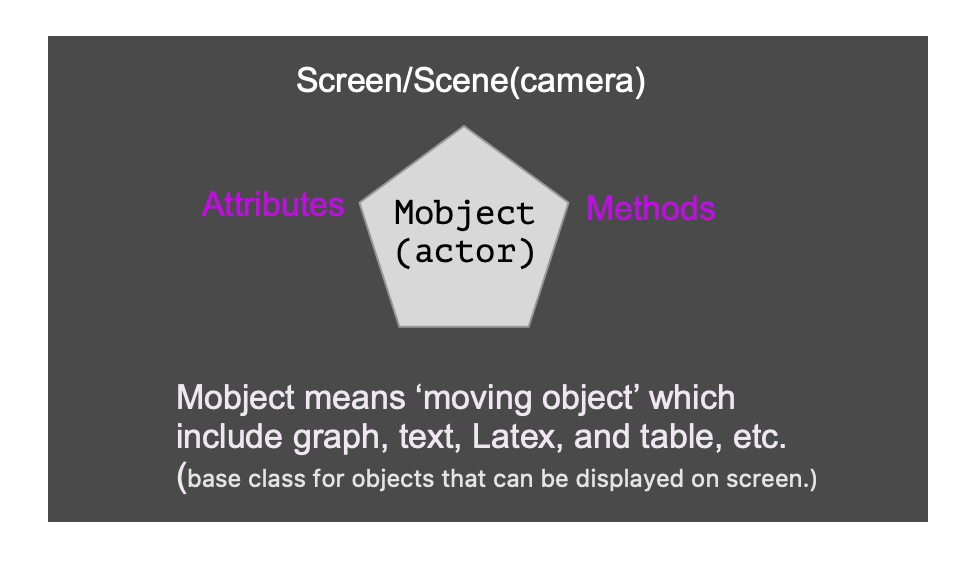 Screen/Scene(camera)
Attributes
Mobject
(actor)
Methods
Mobject means ‘moving object’ which
include graph, text, Latex, and table, etc.
(base class for objects that can be displayed on screen.)